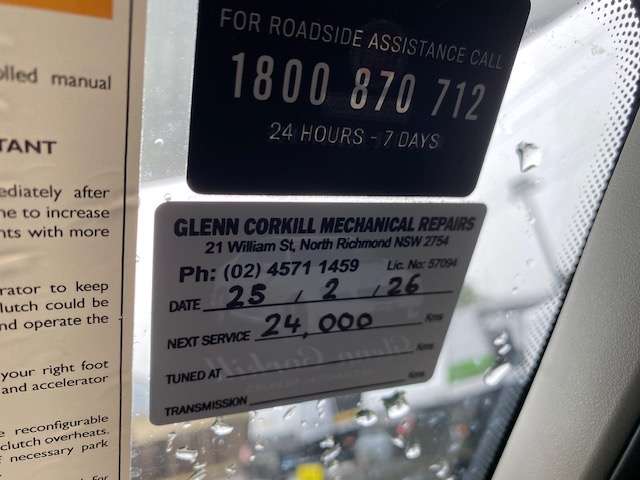 olled manual
TANT
ediately after
ne to increase
nts with more
rator to keep
lutch could be
nd operate the
your right foot
and accelerator
e reconfigurable
clutch overheats.
f necessary park
FOR ROADSIDE ASSISTANCE CALL
1800 870 712
24 HOURS - 7 DAYS
GLENN CORKILL MECHANICAL REPAIRS
21 William St, North Richmond NSW 2754
Ph: (02) 4571 1459 Lic. No: 57094
DATE 25 / 2 / 26
NEXT SERVICE 24,000 Kms
TUNED AT Kms
TRANSMISSION Kms
Glenn Corkill